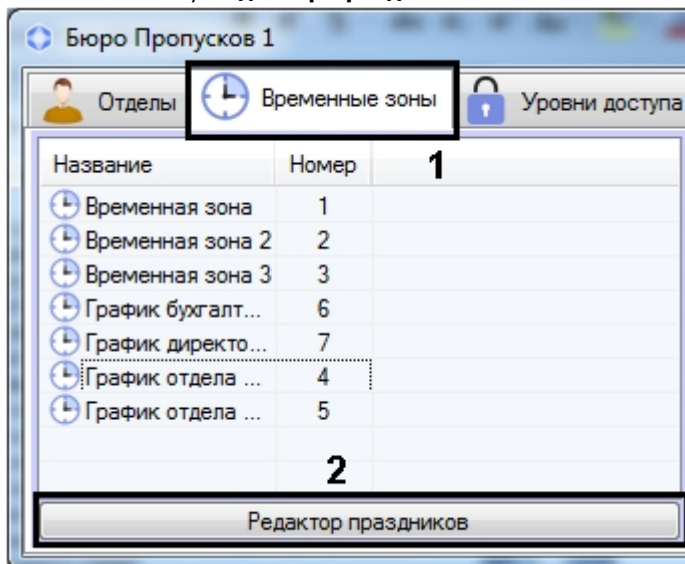 Бюро Пропусков 1
Отделы Временные зоны Уровни доступа
Название Номер 1
Временная зона 1
Временная зона 2 2
Временная зона 3 3
График бухгалт... 6
График директо... 7
График отдела ... 4
График отдела ... 5
2
Редактор праздников